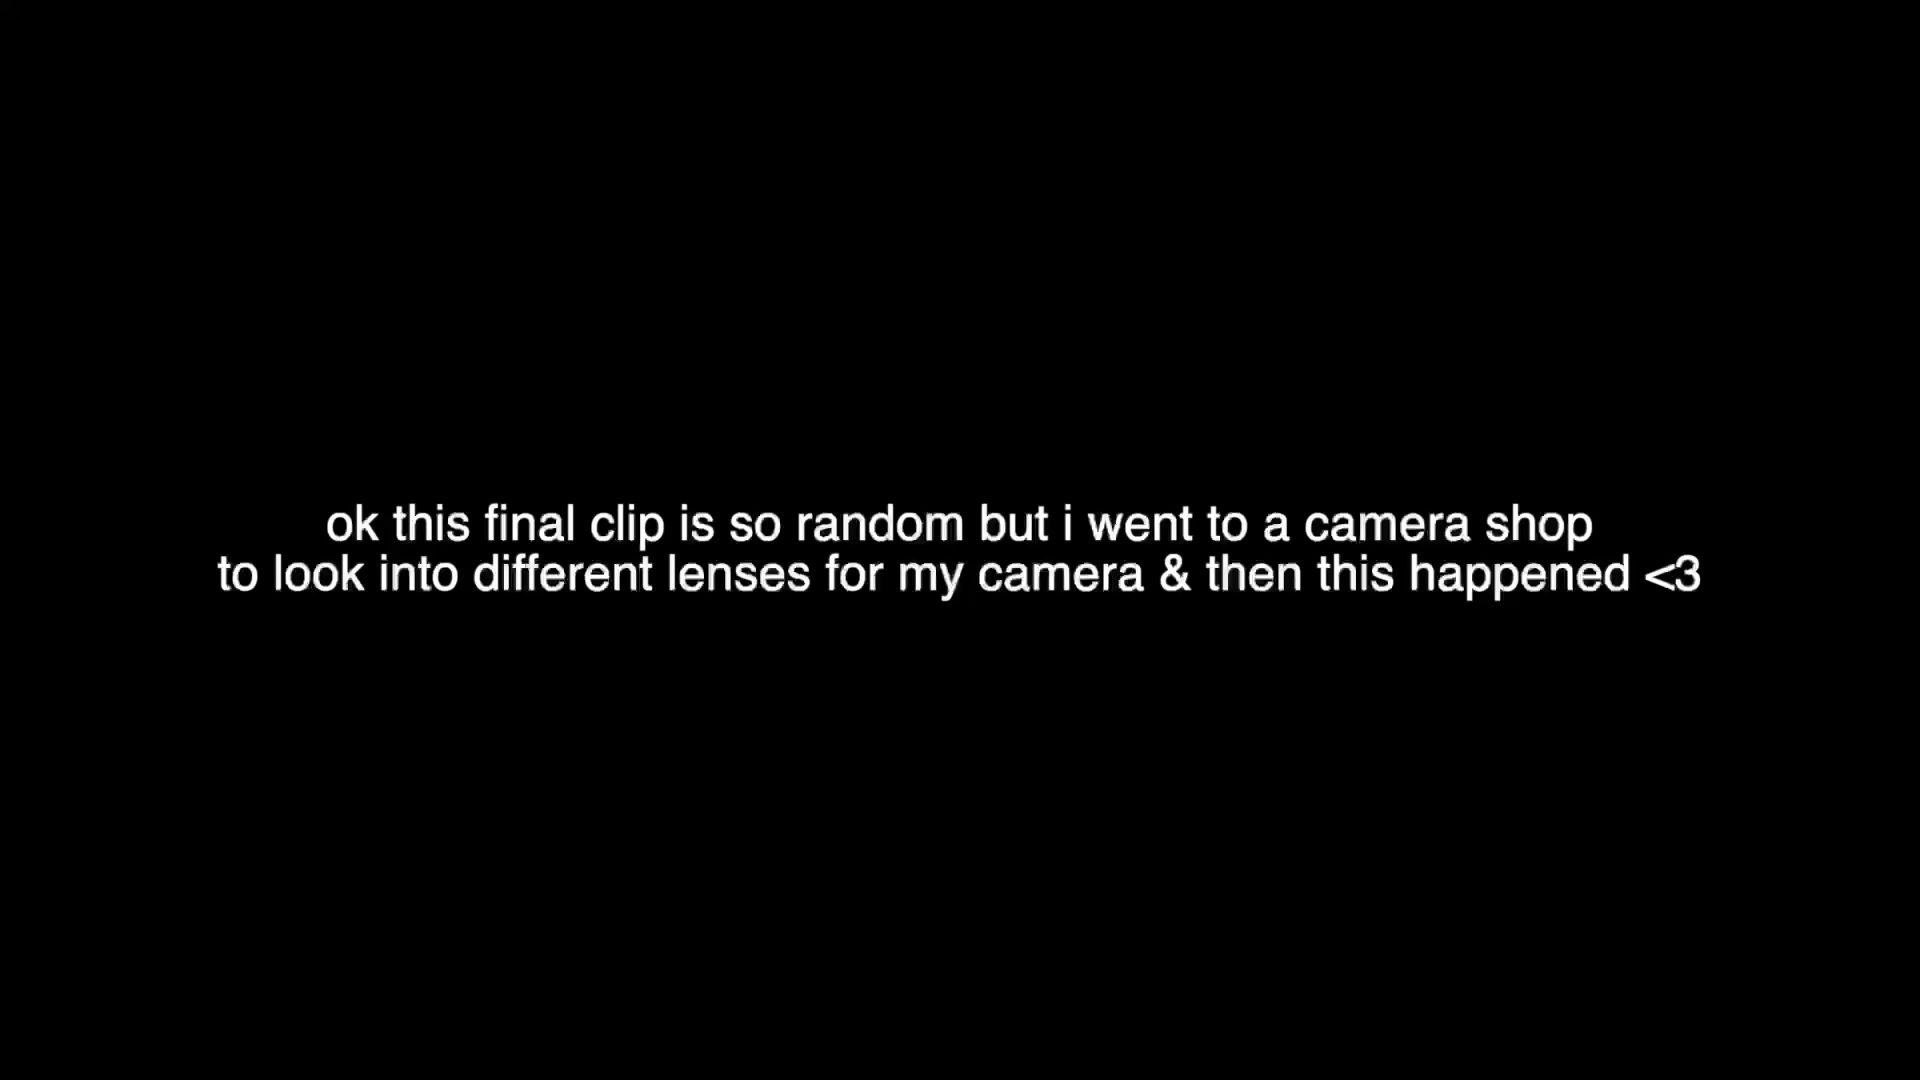 ok this final clip is so random but i went to a camera shop
to look into different lenses for my camera & then this happened <3